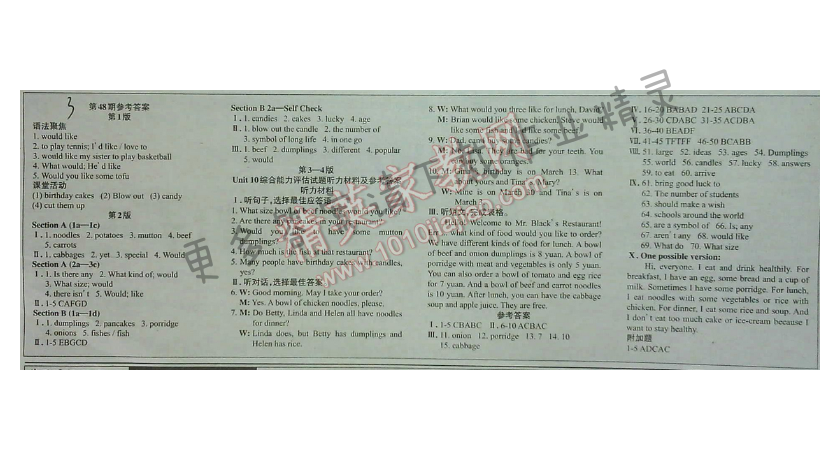 3
第48期参考答案
第1版
语法聚焦
1. would like
2. to play tennis; I'd like / love to
3. would like my sister to play basketball
4. What would; He'd like
5. Would you like some tofu
课堂活动
(1) birthday cakes (2) Blow out (3) candy
(4) cut them up
第2版
Section A (1a—1c)
Ⅰ. 1. noodles 2. potatoes 3. mutton 4. beef
5. carrots
Ⅱ. 1. cabbages 2. yet 3. special 4. Would
Section A (2a—3c)
Ⅰ. 1. Is there any 2. What kind of; would
3. What size; would
4. there isn't 5. Would; like
Ⅱ. 1-5 CAFGD
Section B (1a—1d)
Ⅰ. 1. dumplings 2. pancakes 3. porridge
4. onions 5. fishes / fish
Ⅱ. 1-5 EBGCD
Section B 2a—Self Check
Ⅰ. 1. candies 2. cakes 3. lucky 4. age
Ⅱ. 1. blow out the candle 2. the number of
3. symbol of long life 4. in one go
Ⅲ. 1. beef 2. dumplings 3. different 4. popular
5. would
第3—4版
Unit 10综合能力评估试题听力材料及参考答案
听力材料
Ⅰ. 听句子,选择最佳应答语。
1. What size bowl of beef noodles would you like?
2. Are there any potatoes in your restaurant?
3. Would you like to have some mutton
dumplings?
4. How much is the fish in that restaurant?
5. Many people have birthday cakes with candles,
yes?
Ⅱ. 听对话,选择最佳答案。
6. W: Good morning. May I take your order?
M: Yes. A bowl of chicken noodles, please.
7. M: Do Betty, Linda and Helen all have noodles
for dinner?
W: Linda does, but Betty has dumplings and
Helen has rice.
8. W: What would you three like for lunch, David
M: Brian would like some chicken, Steve would
like some and I'd like some beef
9. W: Dad, can I have some candies?
M: No, Lisa. They are bad for your teeth. You
can some oranges.
10. M: Gina's birthday is on March 13. What
about yours and Tina's, Mary?
W: Mine is on March 10 and Tina's is on
March 7.
Ⅲ. 听短文,完成表格。
Hello! Welcome to Mr. Black's Restaurant!
Er, what kind of food would you like to order?
We have different kinds of food for lunch. A bowl
of beef and onion dumplings is 8 yuan. A bowl of
porridge with meat and vegetables is only 5 yuan.
You can also order a bowl of tomato and egg rice
for 7 yuan. And a bowl of beef and carrot noodles
is 10 yuan. After lunch, you can have the cabbage
soup and apple juice. They are free.
参考答案
Ⅰ. 1-5 CBABC Ⅱ. 6-10 ACBAC
Ⅲ. 11. onion 12. porridge 13. 7 14. 10
15. cabbage
Ⅳ. 16-20 BABAD 21-25 ABCDA
Ⅴ. 26-30 CDABC 31-35 ACDBA
Ⅵ. 36-40 BEADF
Ⅶ. 41-45 TFTFF 46-50 BCABB
Ⅷ. 51. large 52. ideas 53. ages 54. Dumplings
55. world 56. candles 57. lucky 58. answers
59. to eat 60. arrive
Ⅸ. 61. bring good luck to
62. The number of students
63. should make a wish
64. schools around the world
65. are a symbol of 66. Is; any
67. aren't any 68. would like
69. What do 70. What size
Ⅹ. One possible version:
Hi, everyone. I eat and drink healthily. For
breakfast, I have an egg, some bread and a cup of
milk. Sometimes I have some porridge. For lunch,
I eat noodles with some vegetables or rice with
chicken. For dinner, I eat some rice and soup. And
I don't eat too much cake or ice-cream because I
want to stay healthy.
附加题
1-5 ADCAC
更多精英家教网下载作业精灵
www.1010jiajiao.com